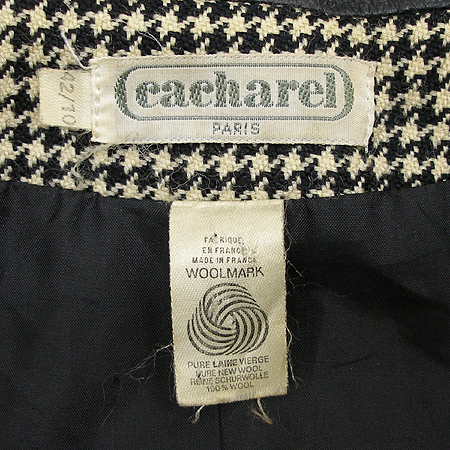 cacharel
PARIS
42/10
FABRIQUÉ
EN FRANCE
MADE IN FRANCE
WOOLMARK
PURE LAINE VIERGE
PURE NEW WOOL
REINE SCHURWOLLE
100% WOOL